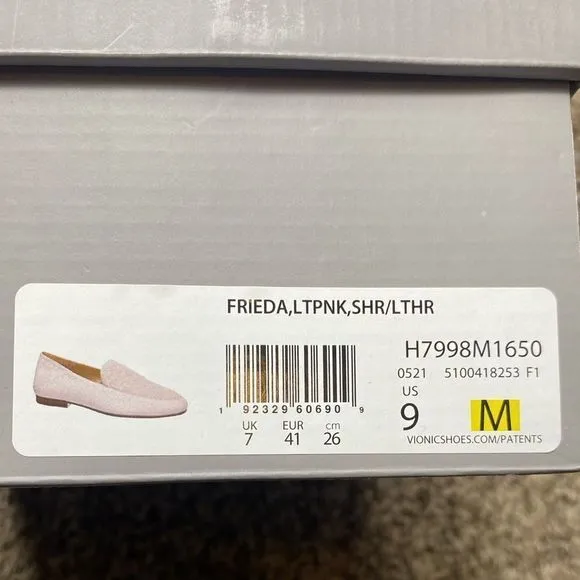 FRIEDA,LTPNK,SHR/LTHR
H7998M1650
0521 5100418253 F1
1 92329 60690 9
US
9 M
UK EUR cm
7 41 26
VIONICSHOES.COM/PATENTS